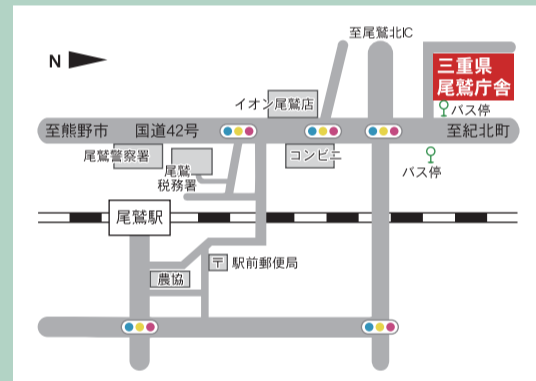 至尾鷲北IC
N
三重県
尾鷲庁舎
イオン尾鷲店
バス停
至熊野市
国道42号
至紀北町
尾鷲警察署
コンビニ
尾鷲
税務署
バス停
尾鷲駅
〒
駅前郵便局
農協